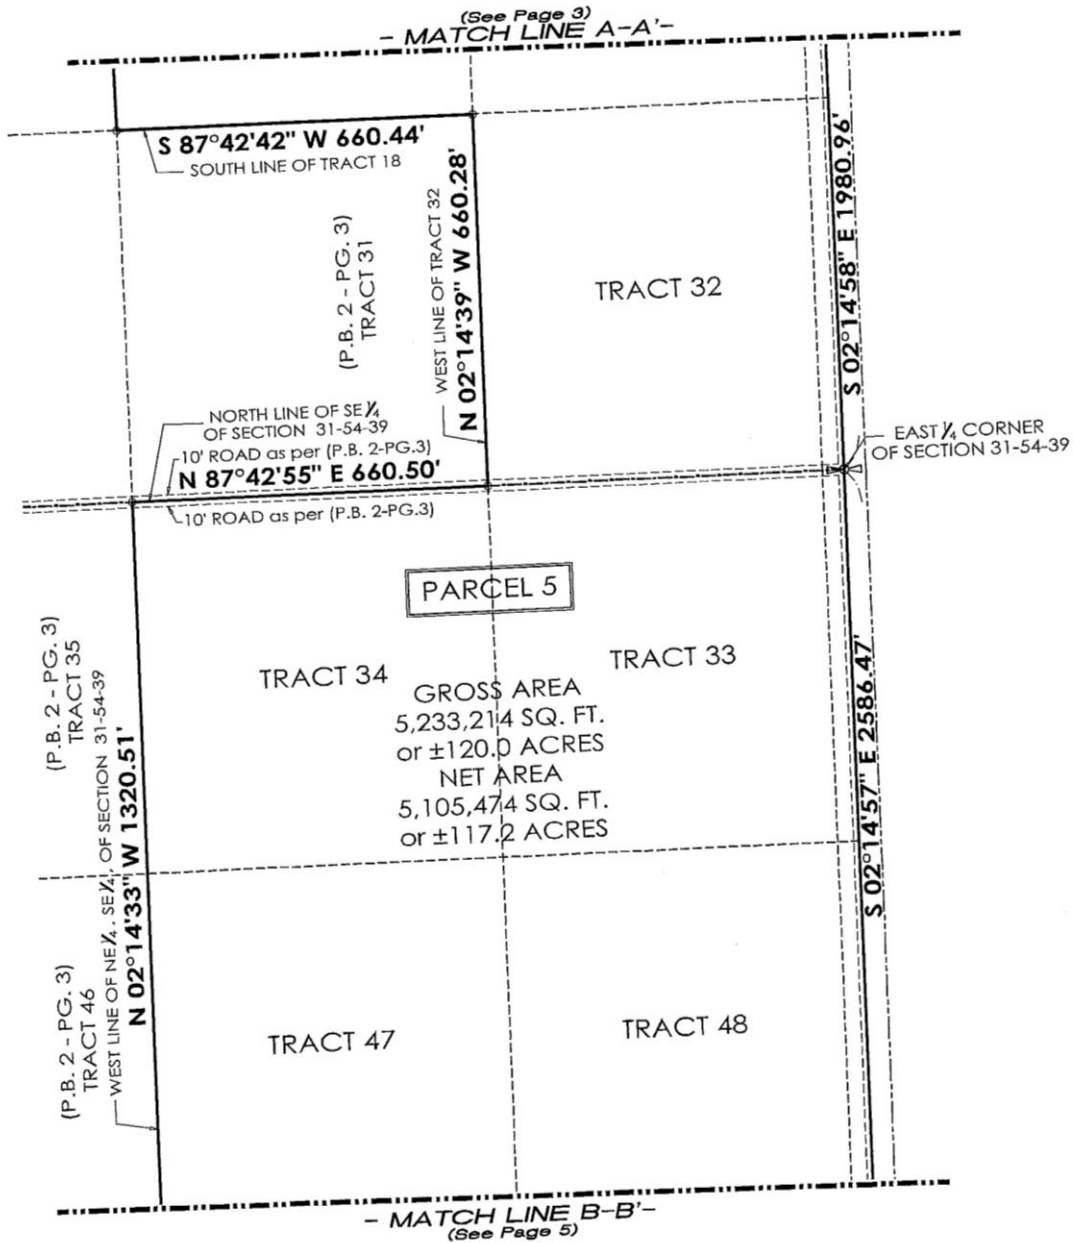 (See Page 3)
- MATCH LINE A-A'-
S 87°42'42" W 660.44'
SOUTH LINE OF TRACT 18
(P.B. 2 - PG. 3)
TRACT 31
WEST LINE OF TRACT 32
N 02°14'39" W 660.28'
TRACT 32
S 02°14'58" E 1980.96'
NORTH LINE OF SE¼
OF SECTION 31-54-39
10' ROAD as per (P.B. 2-PG.3)
N 87°42'55" E 660.50'
10' ROAD as per (P.B. 2-PG.3)
EAST ¼ CORNER
OF SECTION 31-54-39
PARCEL 5
TRACT 34
TRACT 33
GROSS AREA
5,233,214 SQ. FT.
or ±120.0 ACRES
NET AREA
5,105,474 SQ. FT.
or ±117.2 ACRES
(P.B. 2 - PG. 3)
TRACT 35
WEST LINE OF NE¼, SE¼, OF SECTION 31-54-39
N 02°14'33" W 1320.51'
S 02°14'57" E 2586.47'
(P.B. 2 - PG. 3)
TRACT 46
TRACT 47
TRACT 48
- MATCH LINE B-B'-
(See Page 5)